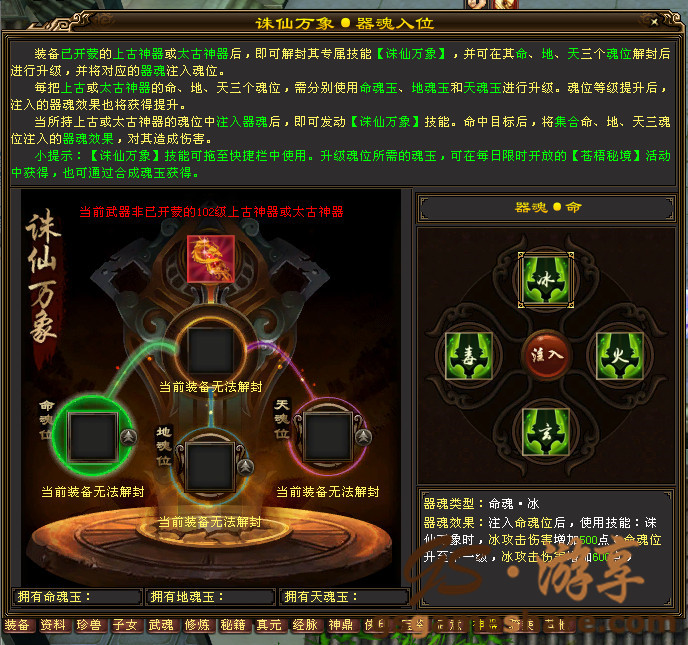 诛仙万象●器魂入位
装备已开蒙的上古神器或太古神器后，即可解封其专属技能【诛仙万象】，并可在其命、地、天三个魂位解封后
进行升级，并将对应的器魂注入魂位。
每把上古或太古神器的命、地、天三个魂位，需分别使用命魂玉、地魂玉和天魂玉进行升级。魂位等级提升后，
注入的器魂效果也将获得提升。
当所持上古或太古神器的魂位中注入器魂后，即可发动【诛仙万象】技能。命中目标后，将集合命、地、天三魂
位注入的器魂效果，对其造成伤害。
小提示：【诛仙万象】技能可拖至快捷栏中使用。升级魂位所需的魂玉，可在每日限时开放的【苍梧秘境】活动
中获得，也可通过合成魂玉获得。
诛仙万象
当前武器非已开蒙的102级上古神器或太古神器
当前装备无法解封
命魂位
当前装备无法解封
地魂位
当前装备无法解封
天魂位
当前装备无法解封
拥有命魂玉：
拥有地魂玉：
拥有天魂玉：
器魂●命
冰
毒
注入
火
玄
器魂类型：命魂·冰
器魂效果：注入命魂位后，使用技能：诛
仙万象时，冰攻击伤害增加500点，命魂位
升至下一级，冰攻击伤害增加600点
游享
装备 资料 珍兽 子女 武魂 修炼 秘籍 真元 经脉 神鼎